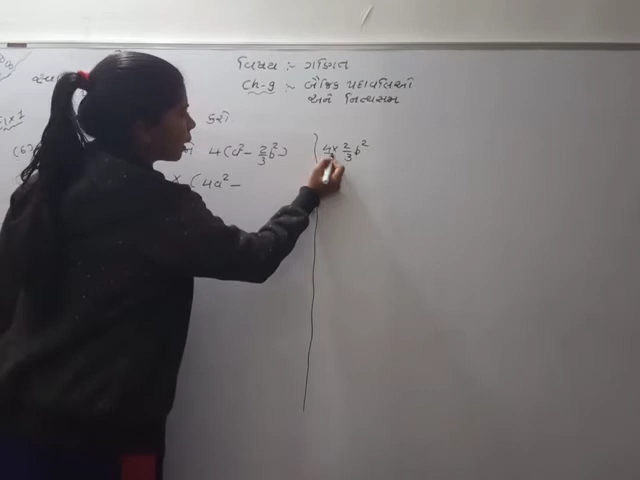 વિષય :- ગણિત
Ch-9 :- બૈજિક પદાવલિઓ
અને નિત્યસમ
કરો
(6) 4(a² - 2/3 b²)
4 x 2/3 b²
x (4a² -